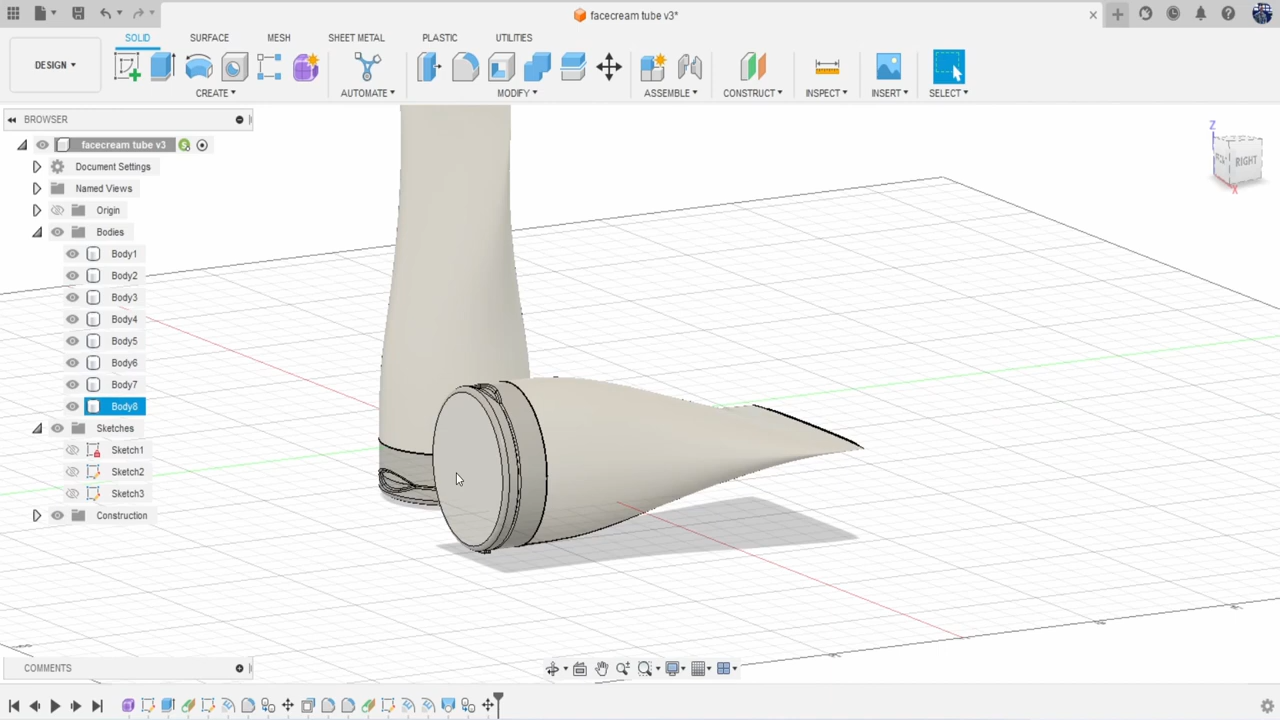 facecream tube v3*
DESIGN
SOLID SURFACE MESH SHEET METAL PLASTIC UTILITIES
CREATE AUTOMATE MODIFY ASSEMBLE CONSTRUCT INSPECT INSERT SELECT
BROWSER
facecream tube v3
Document Settings
Named Views
Origin
Bodies
Body1
Body2
Body3
Body4
Body5
Body6
Body7
Body8
Sketches
Sketch1
Sketch2
Sketch3
Construction
Z
RIGHT
X
COMMENTS